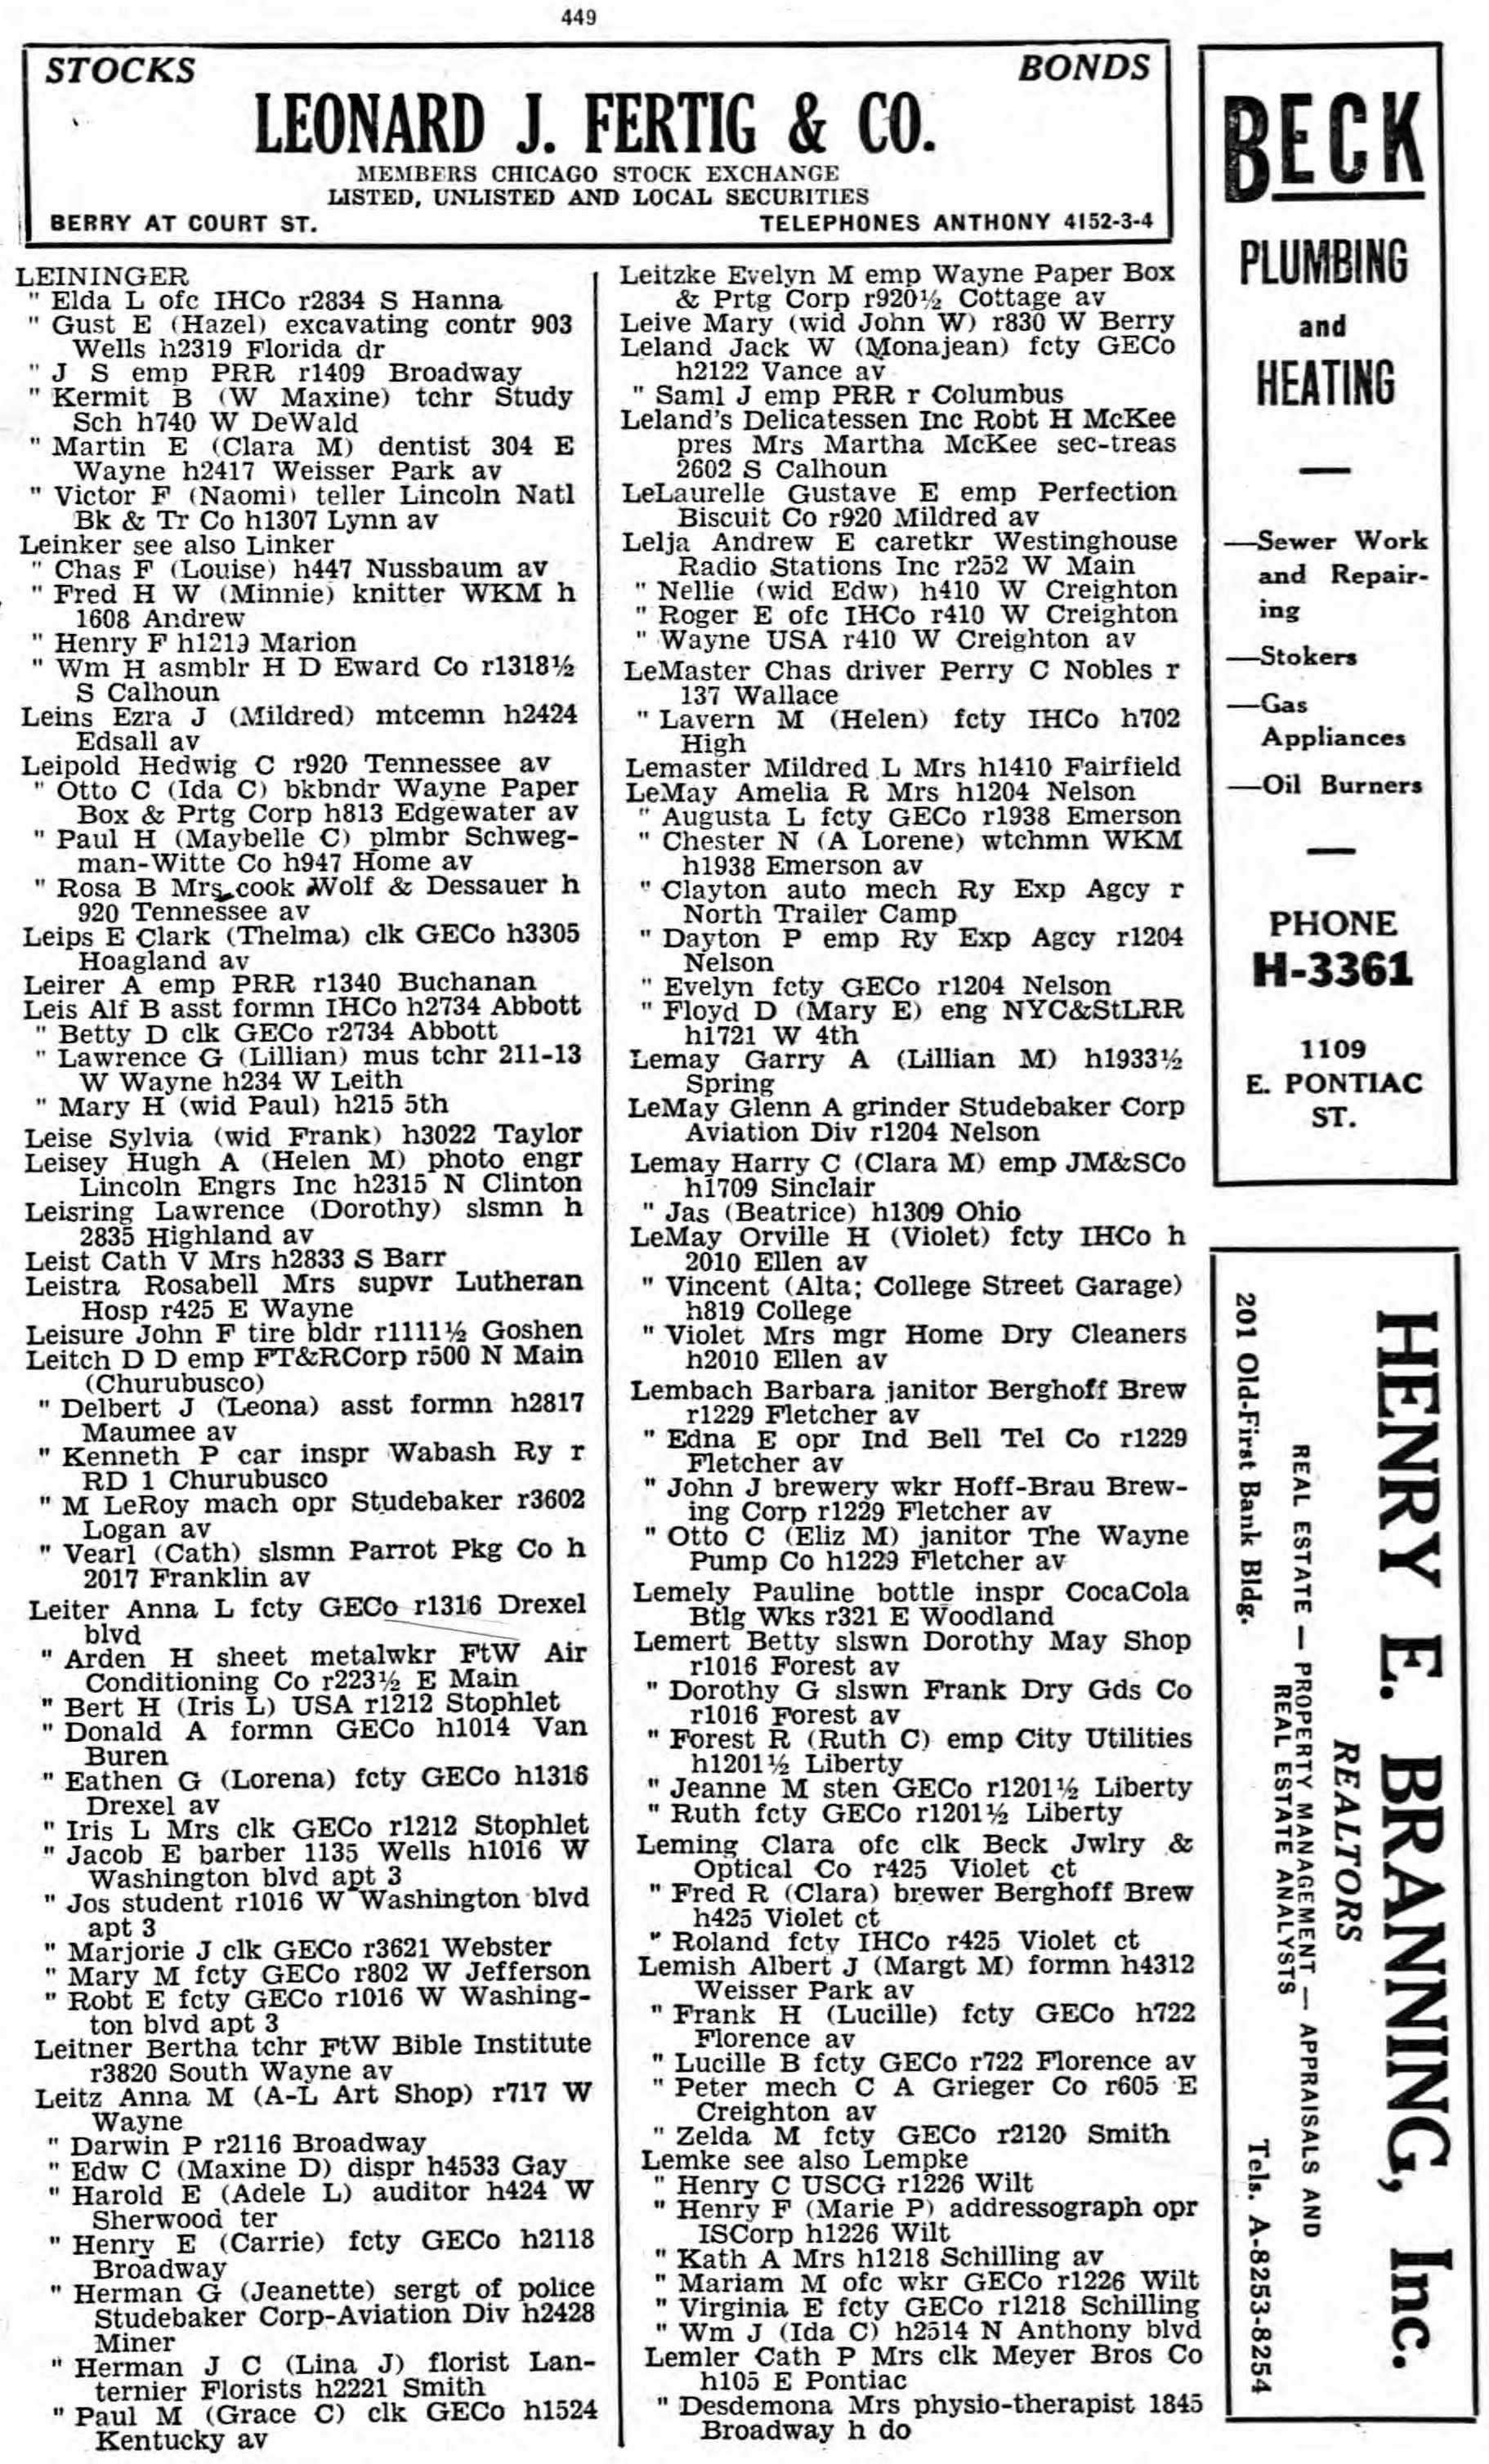 449
STOCKS
BONDS
LEONARD J. FERTIG & CO.
MEMBERS CHICAGO STOCK EXCHANGE
LISTED, UNLISTED AND LOCAL SECURITIES
BERRY AT COURT ST.
TELEPHONES ANTHONY 4152-3-4
LEININGER
" Elda L ofc IHCo r2834 S Hanna
" Gust E (Hazel) excavating contr 903
Wells h2319 Florida dr
" J S emp PRR r1409 Broadway
" Kermit B (W Maxine) tchr Study
Sch h740 W DeWald
" Martin E (Clara M) dentist 304 E
Wayne h2417 Weisser Park av
" Victor F (Naomi) teller Lincoln Natl
Bk & Tr Co h1307 Lynn av
Leinker see also Linker
" Chas F (Louise) h447 Nussbaum av
" Fred H W (Minnie) knitter WKM h
1608 Andrew
" Henry F h1219 Marion
" Wm H asmblr H D Eward Co r1318½
S Calhoun
Leins Ezra J (Mildred) mtcemn h2424
Edsall av
Leipold Hedwig C r920 Tennessee av
" Otto C (Ida C) bkbndr Wayne Paper
Box & Prtg Corp h813 Edgewater av
" Paul H (Maybelle C) plmbr Schweg-
man-Witte Co h947 Home av
" Rosa B Mrs cook Wolf & Dessauer h
920 Tennessee av
Leips E Clark (Thelma) clk GECo h3305
Hoagland av
Leirer A emp PRR r1340 Buchanan
Leis Alf B asst formn IHCo h2734 Abbott
" Betty D clk GECo r2734 Abbott
" Lawrence G (Lillian) mus tchr 211-13
W Wayne h234 W Leith
" Mary H (wid Paul) h215 5th
Leise Sylvia (wid Frank) h3022 Taylor
Leisey Hugh A (Helen M) photo engr
Lincoln Engrs Inc h2315 N Clinton
Leisring Lawrence (Dorothy) slsmn h
2835 Highland av
Leist Cath V Mrs h2833 S Barr
Leistra Rosabell Mrs supvr Lutheran
Hosp r425 E Wayne
Leisure John F tire bldr r1111½ Goshen
Leitch D D emp FT&RCorp r500 N Main
(Churubusco)
" Delbert J (Leona) asst formn h2817
Maumee av
" Kenneth P car inspr Wabash Ry r
RD 1 Churubusco
" M LeRoy mach opr Studebaker r3602
Logan av
" Vearl (Cath) slsmn Parrot Pkg Co h
2017 Franklin av
Leiter Anna L fcty GECo r1316 Drexel
blvd
" Arden H sheet metalwkr FtW Air
Conditioning Co r223½ E Main
" Bert H (Iris L) USA r1212 Stophlet
" Donald A formn GECo h1014 Van
Buren
" Eathen G (Lorena) fcty GECo h1316
Drexel av
" Iris L Mrs clk GECo r1212 Stophlet
" Jacob E barber 1135 Wells h1016 W
Washington blvd apt 3
" Jos student r1016 W Washington blvd
apt 3
" Marjorie J clk GECo r3621 Webster
" Mary M fcty GECo r802 W Jefferson
" Robt E fcty GECo r1016 W Washing-
ton blvd apt 3
Leitner Bertha tchr FtW Bible Institute
r3820 South Wayne av
Leitz Anna M (A-L Art Shop) r717 W
Wayne
" Darwin P r2116 Broadway
" Edw C (Maxine D) dispr h4533 Gay
" Harold E (Adele L) auditor h424 W
Sherwood ter
" Henry E (Carrie) fcty GECo h2118
Broadway
" Herman G (Jeanette) sergt of police
Studebaker Corp-Aviation Div h2428
Miner
" Herman J C (Lina J) florist Lan-
ternier Florists h2221 Smith
" Paul M (Grace C) clk GECo h1524
Kentucky av
Leitzke Evelyn M emp Wayne Paper Box
& Prtg Corp r920½ Cottage av
Leive Mary (wid John W) r830 W Berry
Leland Jack W (Monajean) fcty GECo
h2122 Vance av
" Saml J emp PRR r Columbus
Leland's Delicatessen Inc Robt H McKee
pres Mrs Martha McKee sec-treas
2602 S Calhoun
LeLaurelle Gustave E emp Perfection
Biscuit Co r920 Mildred av
Lelja Andrew E caretkr Westinghouse
Radio Stations Inc r252 W Main
" Nellie (wid Edw) h410 W Creighton
" Roger E ofc IHCo r410 W Creighton
" Wayne USA r410 W Creighton av
LeMaster Chas driver Perry C Nobles r
137 Wallace
" Lavern M (Helen) fcty IHCo h702
High
Lemaster Mildred L Mrs h1410 Fairfield
LeMay Amelia R Mrs h1204 Nelson
" Augusta L fcty GECo r1938 Emerson
" Chester N (A Lorene) wtchmn WKM
h1938 Emerson av
" Clayton auto mech Ry Exp Agcy r
North Trailer Camp
" Dayton P emp Ry Exp Agcy r1204
Nelson
" Evelyn fcty GECo r1204 Nelson
" Floyd D (Mary E) eng NYC&StLRR
h1721 W 4th
Lemay Garry A (Lillian M) h1933½
Spring
LeMay Glenn A grinder Studebaker Corp
Aviation Div r1204 Nelson
Lemay Harry C (Clara M) emp JM&SCo
h1709 Sinclair
" Jas (Beatrice) h1309 Ohio
LeMay Orville H (Violet) fcty IHCo h
2010 Ellen av
" Vincent (Alta; College Street Garage)
h819 College
" Violet Mrs mgr Home Dry Cleaners
h2010 Ellen av
Lembach Barbara janitor Berghoff Brew
r1229 Fletcher av
" Edna E opr Ind Bell Tel Co r1229
Fletcher av
" John J brewery wkr Hoff-Brau Brew-
ing Corp r1229 Fletcher av
" Otto C (Eliz M) janitor The Wayne
Pump Co h1229 Fletcher av
Lemely Pauline bottle inspr CocaCola
Btlg Wks r321 E Woodland
Lemert Betty slswn Dorothy May Shop
r1016 Forest av
" Dorothy G slswn Frank Dry Gds Co
r1016 Forest av
" Forest R (Ruth C) emp City Utilities
h1201½ Liberty
" Jeanne M sten GECo r1201½ Liberty
" Ruth fcty GECo r1201½ Liberty
Leming Clara ofc clk Beck Jwlry &
Optical Co r425 Violet ct
" Fred R (Clara) brewer Berghoff Brew
h425 Violet ct
" Roland fcty IHCo r425 Violet ct
Lemish Albert J (Margt M) formn h4312
Weisser Park av
" Frank H (Lucille) fcty GECo h722
Florence av
" Lucille B fcty GECo r722 Florence av
" Peter mech C A Grieger Co r605 E
Creighton av
" Zelda M fcty GECo r2120 Smith
Lemke see also Lempke
" Henry C USCG r1226 Wilt
" Henry F (Marie P) addressograph opr
ISCorp h1226 Wilt
" Kath A Mrs h1218 Schilling av
" Mariam M ofc wkr GECo r1226 Wilt
" Virginia E fcty GECo r1218 Schilling
" Wm J (Ida C) h2514 N Anthony blvd
Lemler Cath P Mrs clk Meyer Bros Co
h105 E Pontiac
" Desdemona Mrs physio-therapist 1845
Broadway h do
BECK
PLUMBING
and
HEATING
—Sewer Work
and Repair-
ing
—Stokers
—Gas
Appliances
—Oil Burners
PHONE
H-3361
1109
E. PONTIAC
ST.
HENRY E. BRANNING, Inc.
REALTORS
REAL ESTATE — PROPERTY MANAGEMENT — APPRAISALS AND
REAL ESTATE ANALYSTS
201 Old-First Bank Bldg.
Tels. A-8253-8254